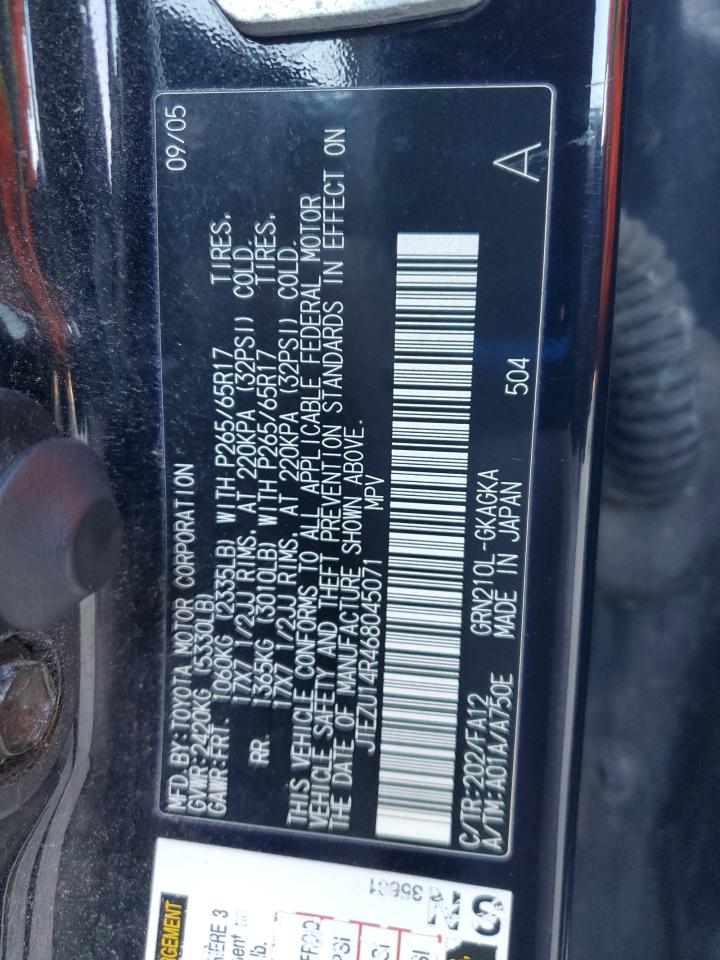 MFD. BY: TOYOTA MOTOR CORPORATION 09/05
GVWR: 2420KG (5330LB)
GAWR: FRT. 1060KG (2335LB) WITH P265/65R17 TIRES,
17X7 1/2JJ RIMS, AT 220KPA (32PSI) COLD.
RR. 1365KG (3010LB) WITH P265/65R17 TIRES,
17X7 1/2JJ RIMS, AT 220KPA (32PSI) COLD.
THIS VEHICLE CONFORMS TO ALL APPLICABLE FEDERAL MOTOR
VEHICLE SAFETY AND THEFT PREVENTION STANDARDS IN EFFECT ON
THE DATE OF MANUFACTURE SHOWN ABOVE.
JTEZU14R468045071 MPV
C/TR: 202/FA12 GRN210L-GKAGKA 504 A
A/TM: A01A/A750E MADE IN JAPAN